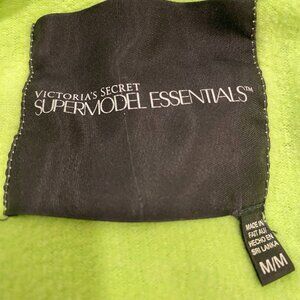 VICTORIA'S SECRET
SUPERMODEL ESSENTIALS™
MADE IN
FAIT AU
HECHO EN
SRI LANKA
M/M